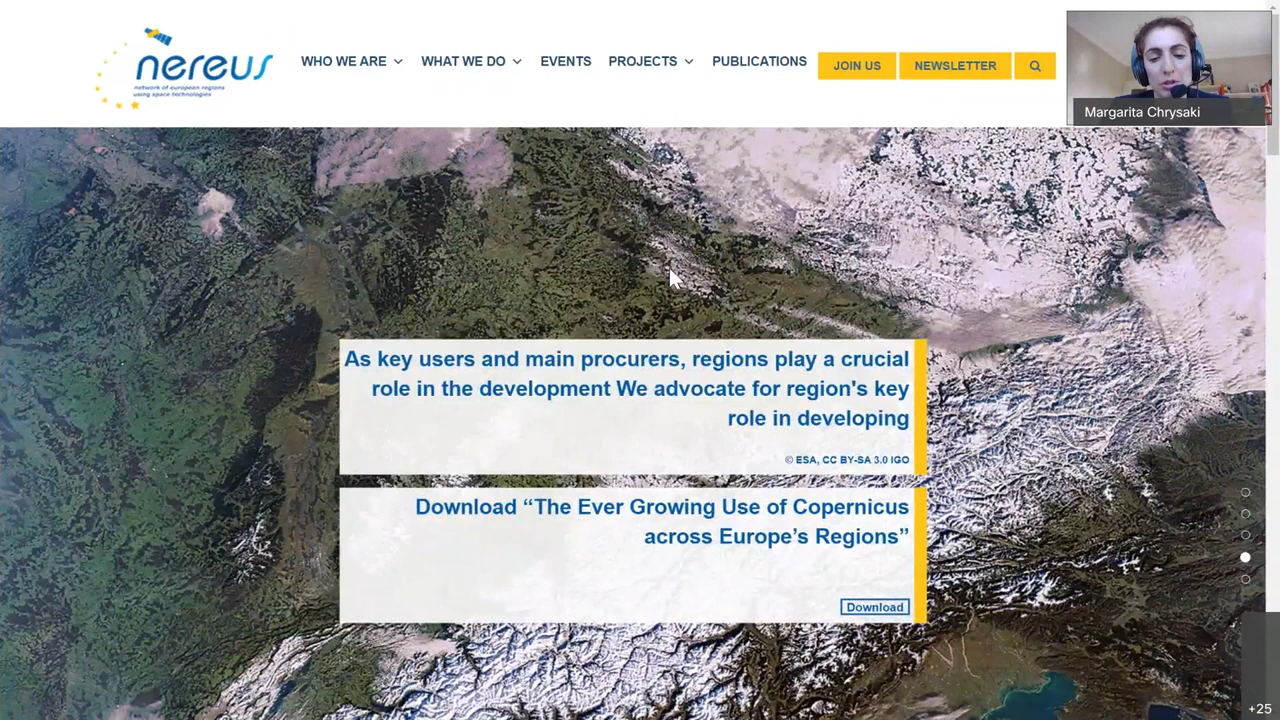 nereus
network of european regions
using space technologies
WHO WE ARE
WHAT WE DO
EVENTS
PROJECTS
PUBLICATIONS
JOIN US
NEWSLETTER
Margarita Chrysaki
As key users and main procurers, regions play a crucial
role in the development We advocate for region's key
role in developing
© ESA, CC BY-SA 3.0 IGO
Download “The Ever Growing Use of Copernicus
across Europe’s Regions”
Download
+25